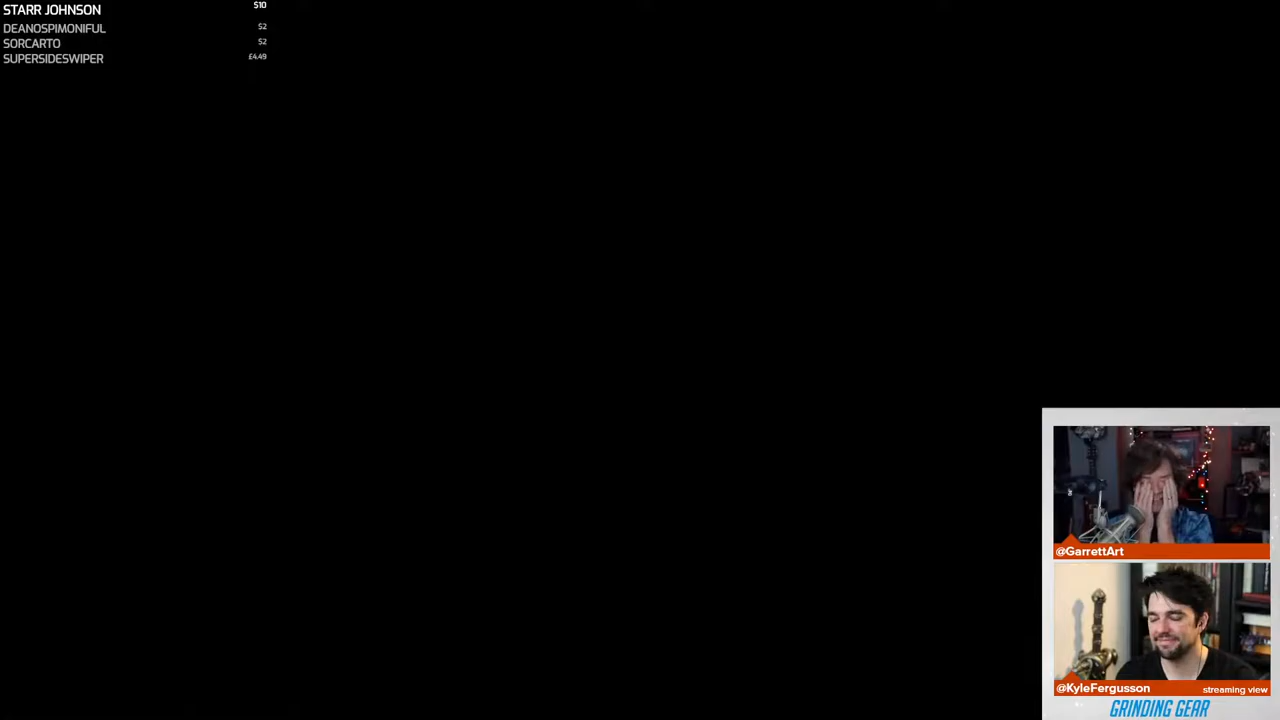 STARR JOHNSON $10
DEANOSPIMONIFUL $2
SORCARTO $2
SUPERSIDESWIPER £4.49
@GarrettArt
@KyleFergusson streaming view
GRINDING GEAR